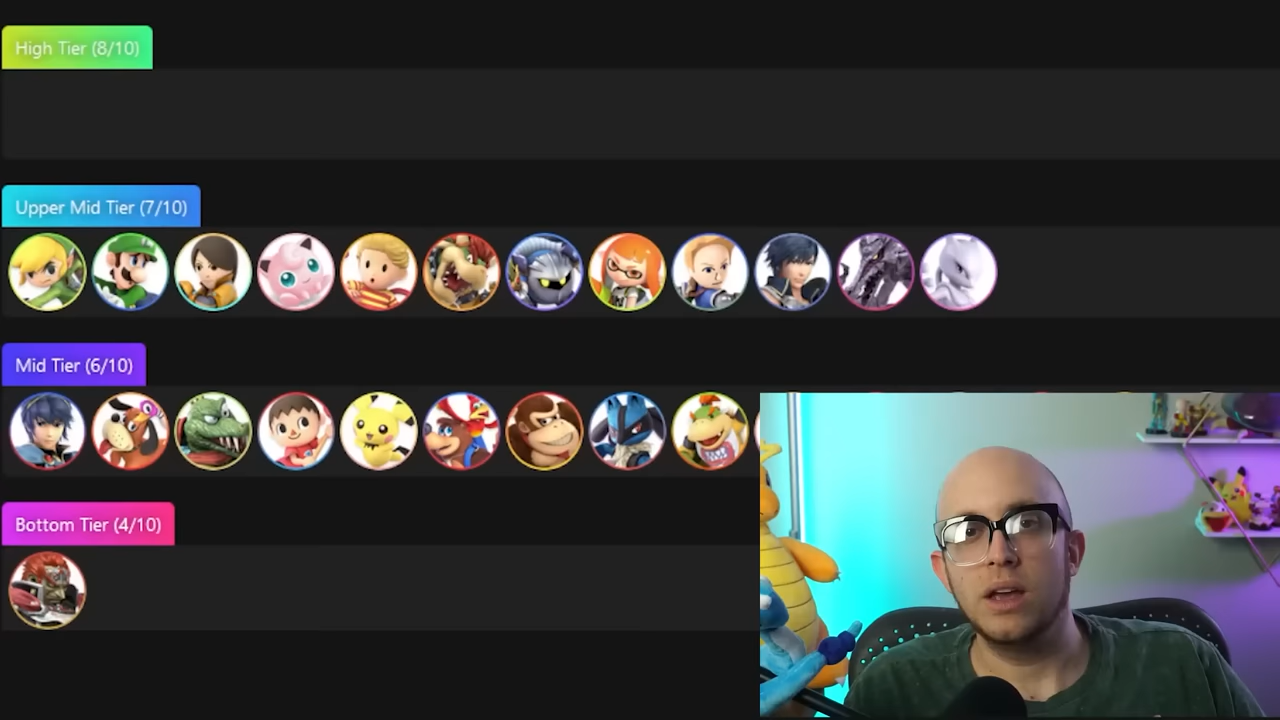 High Tier (8/10)
Upper Mid Tier (7/10)
Mid Tier (6/10)
Bottom Tier (4/10)